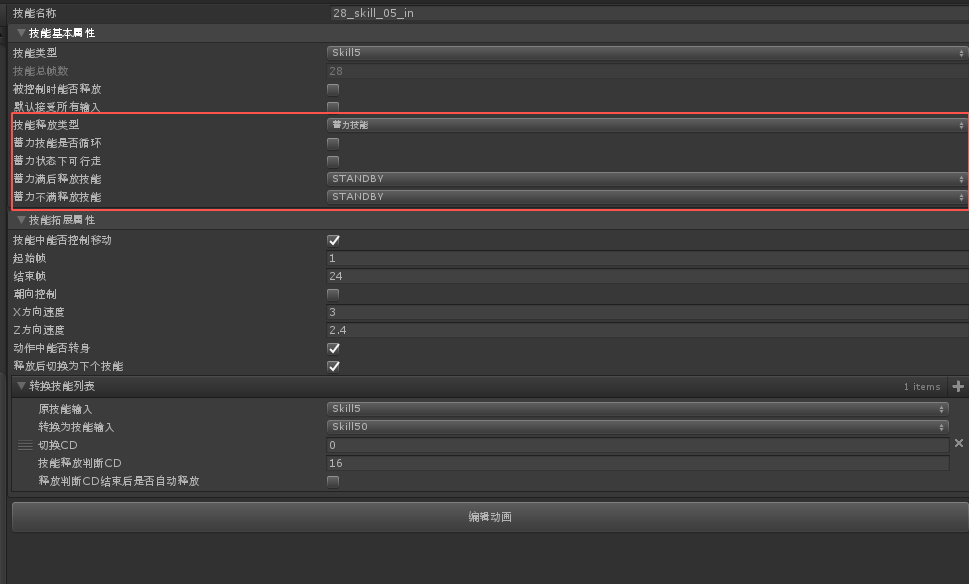 技能名称 28_skill_05_in
技能基本属性
技能类型 Skill5
技能总帧数 28
被控制时能否释放
默认接受所有输入
技能释放类型 蓄力技能
蓄力技能是否循环
蓄力状态下可行走
蓄力满后释放技能 STANDBY
蓄力不满释放技能 STANDBY
技能拓展属性
技能中能否控制移动
起始帧 1
结束帧 24
朝向控制
X方向速度 3
Z方向速度 2.4
动作中能否转身
释放后切换为下个技能
转换技能列表 1 items
原技能输入 Skill5
转换为技能输入 Skill50
切换CD 0
技能释放判断CD 16
释放判断CD结束后是否自动释放
编辑动画